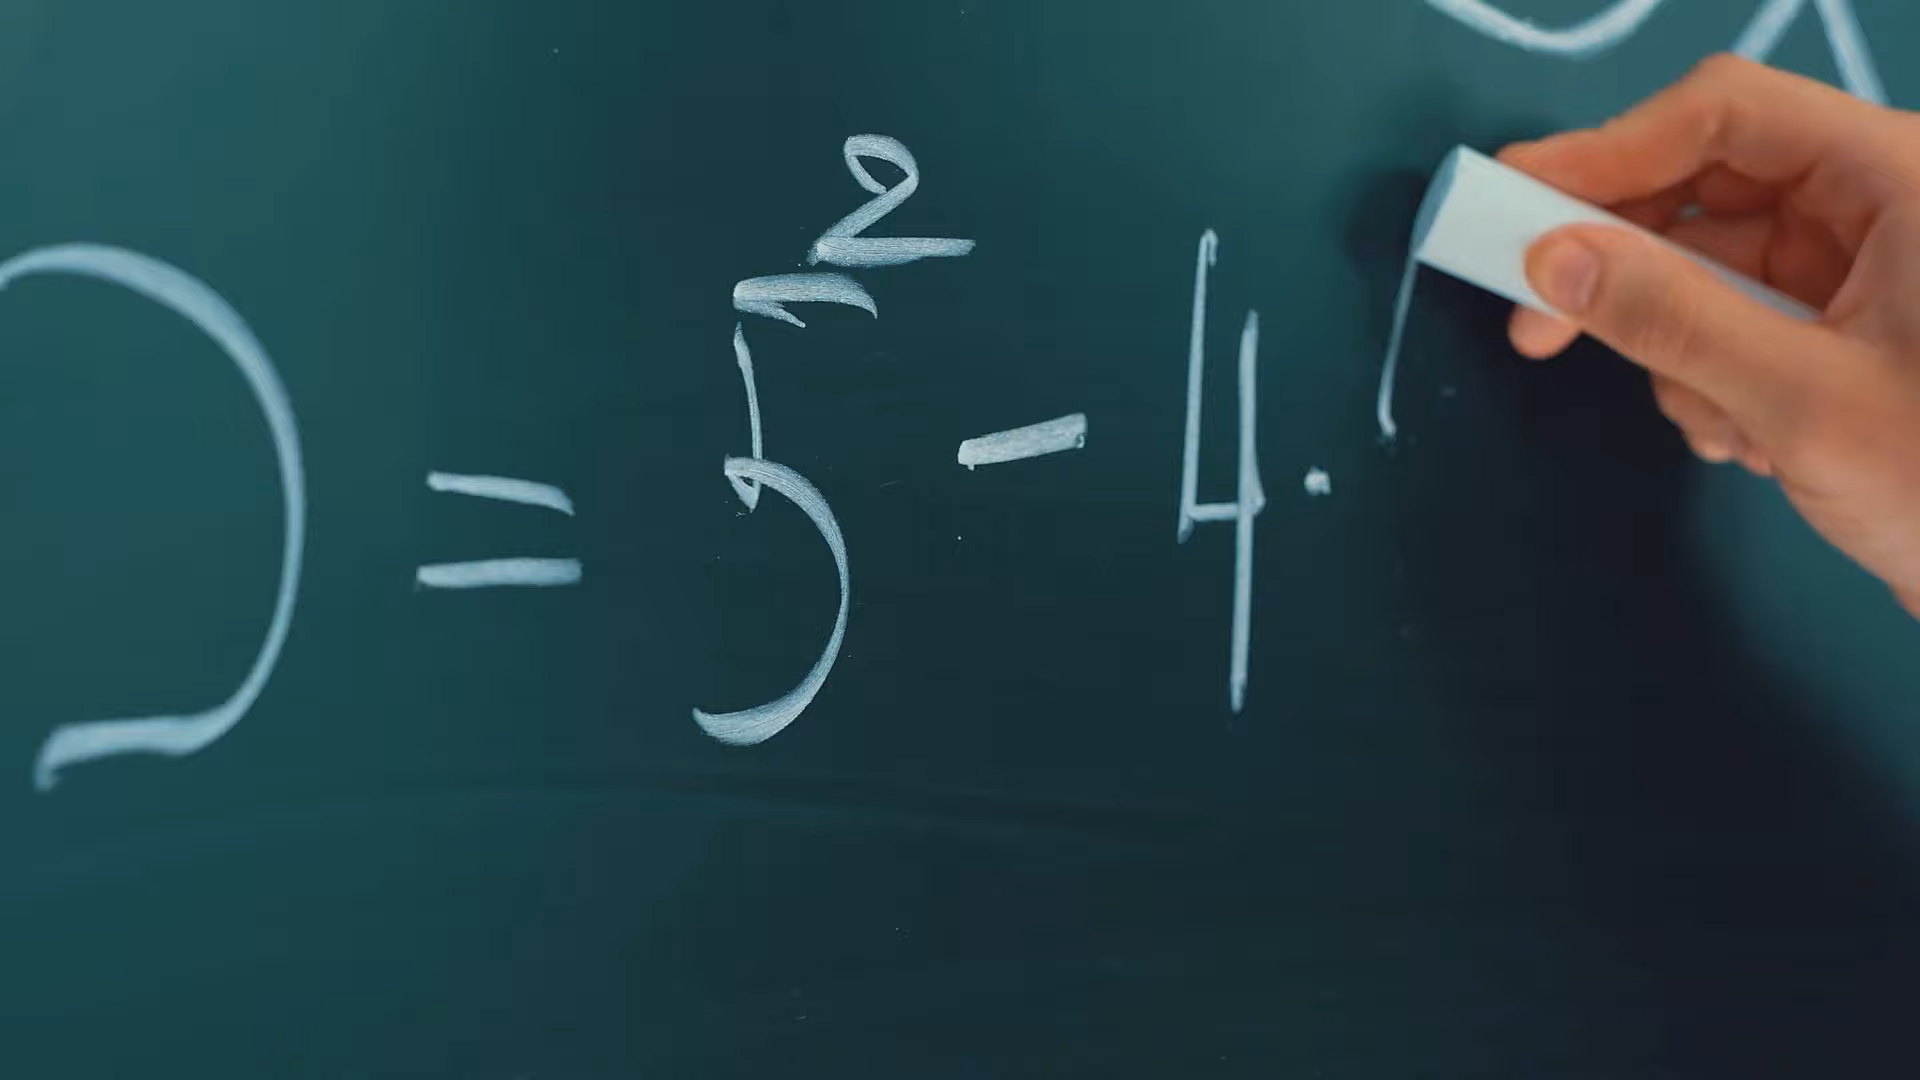 D = 5² - 4 ·